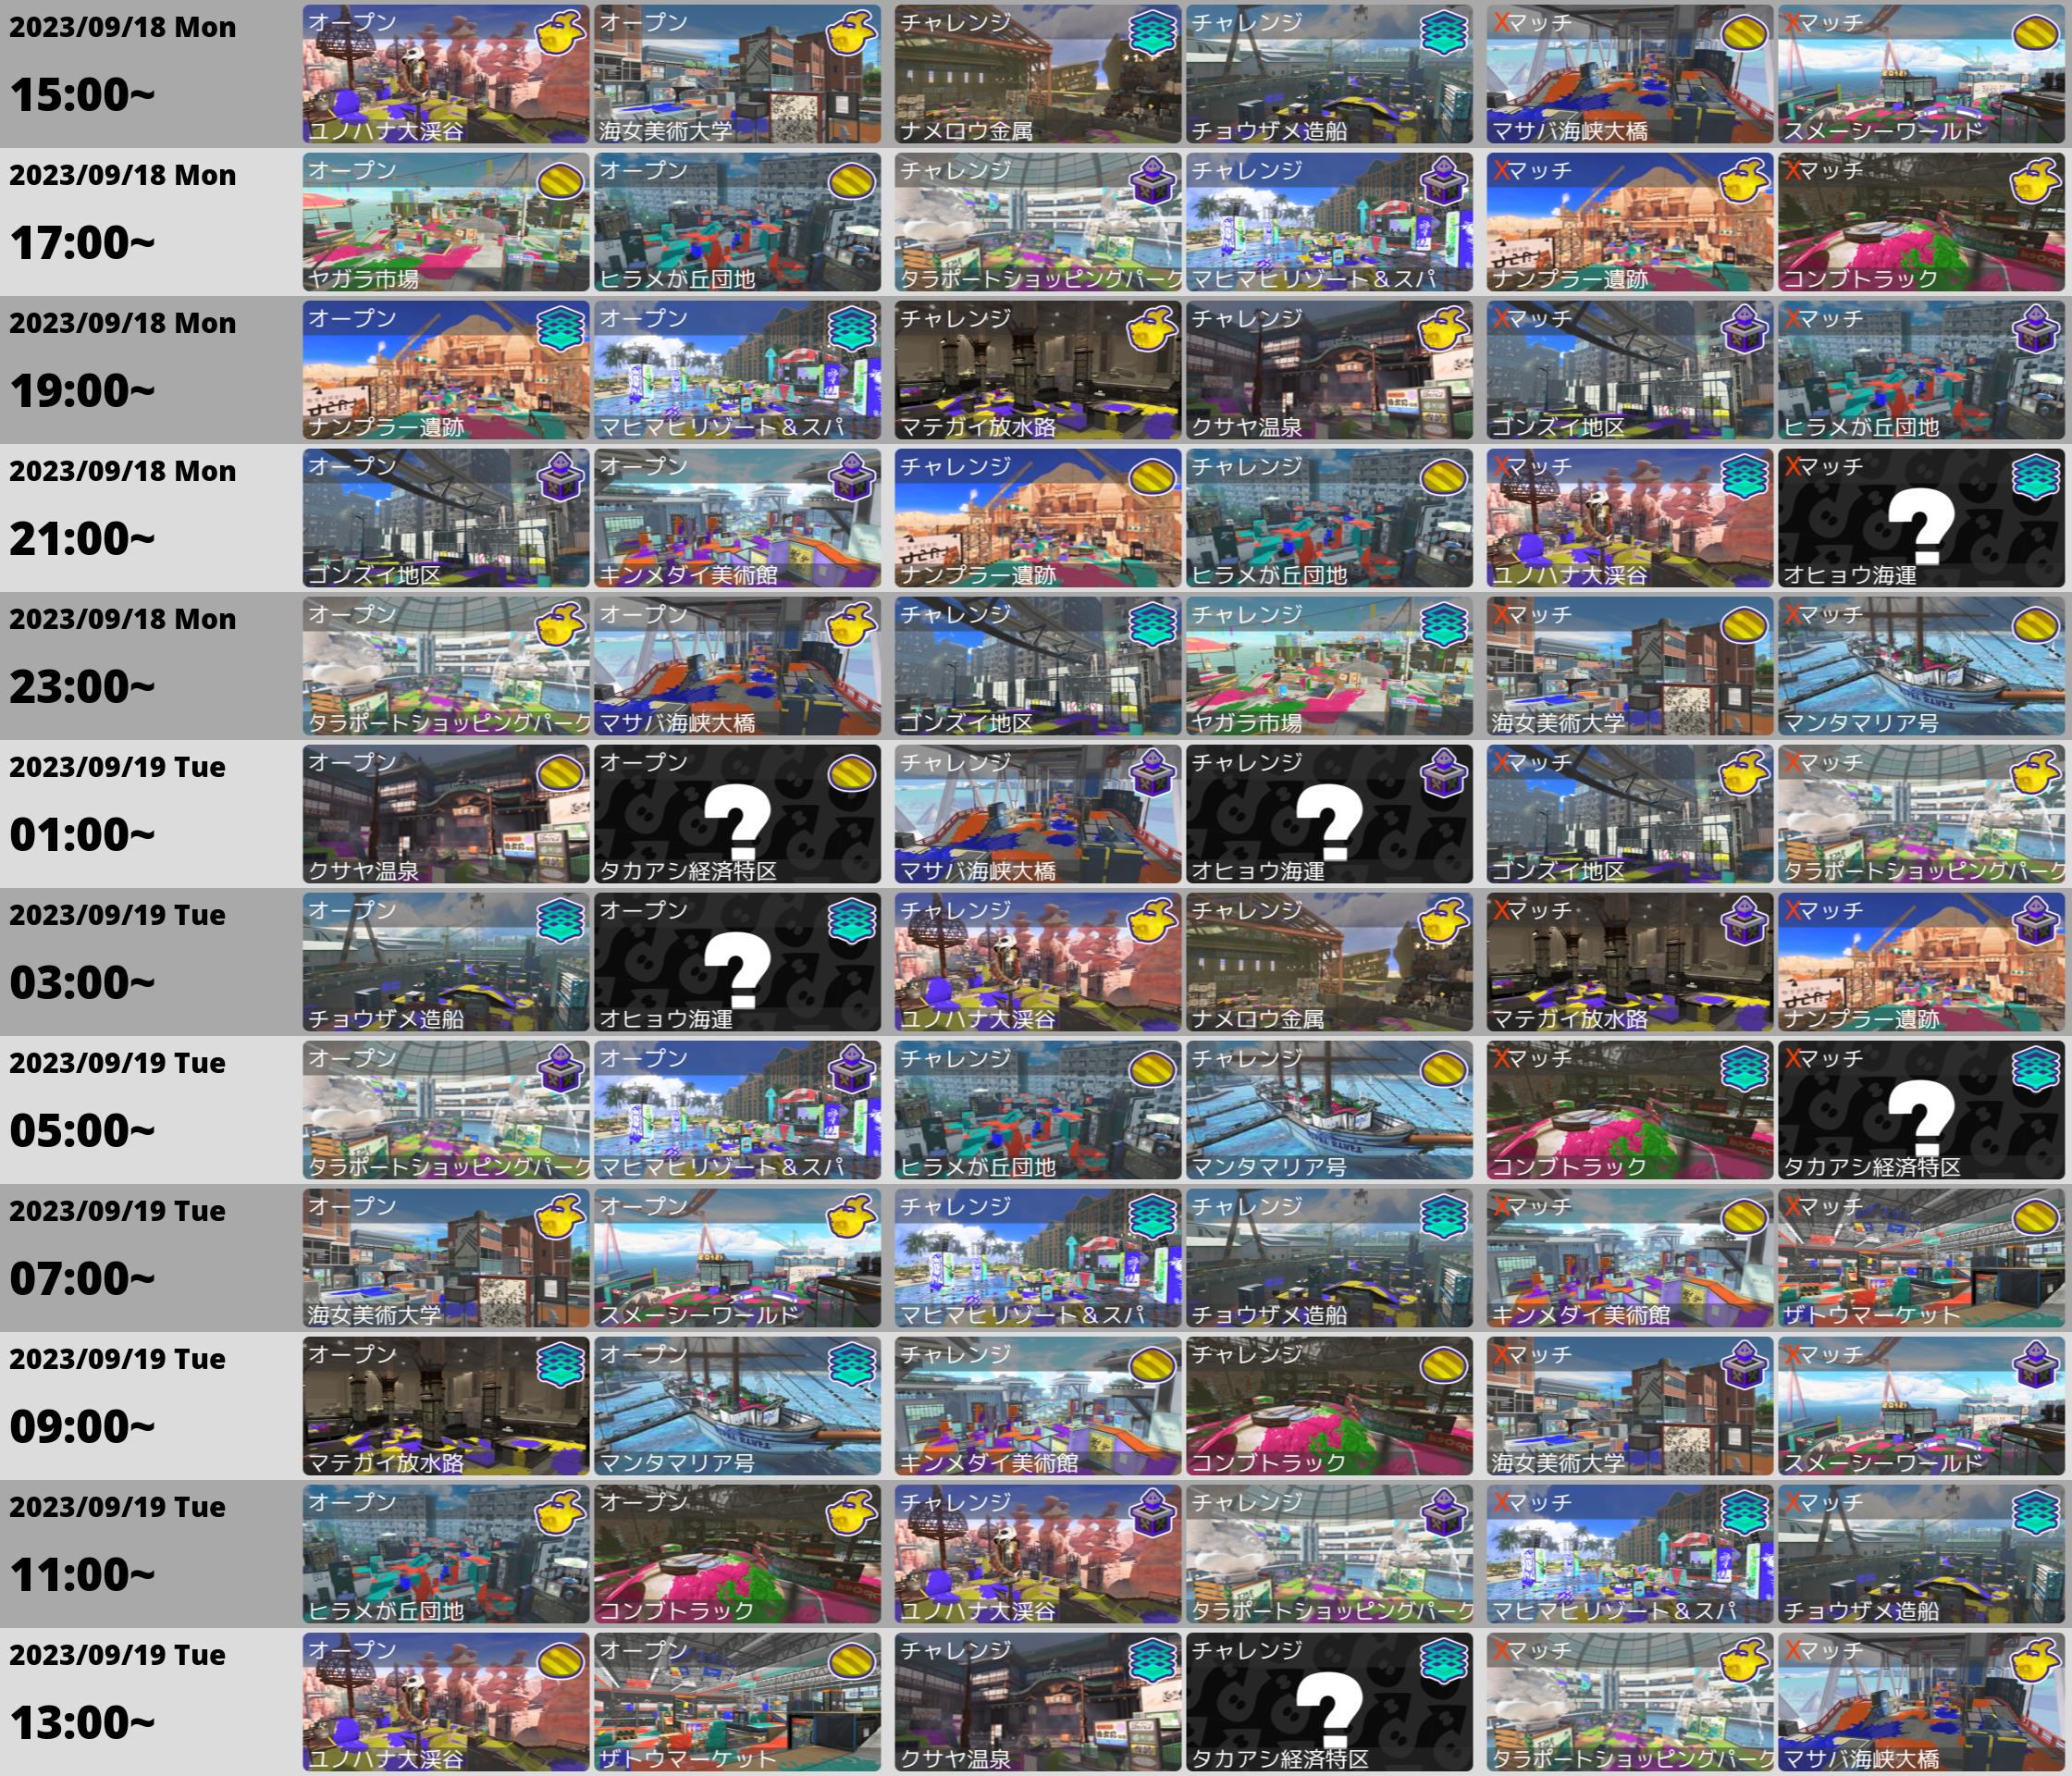 2023/09/18 Mon
15:00~
オープン
ユノハナ大渓谷
オープン
海女美術大学
チャレンジ
ナメロウ金属
チャレンジ
チョウザメ造船
Xマッチ
マサバ海峡大橋
Xマッチ
スメーシーワールド
2023/09/18 Mon
17:00~
オープン
ヤガラ市場
オープン
ヒラメが丘団地
チャレンジ
タラポートショッピングパーク
チャレンジ
マヒマヒリゾート&スパ
Xマッチ
ナンプラー遺跡
Xマッチ
コンブトラック
2023/09/18 Mon
19:00~
オープン
ナンプラー遺跡
オープン
マヒマヒリゾート&スパ
チャレンジ
マテガイ放水路
チャレンジ
クサヤ温泉
Xマッチ
ゴンズイ地区
Xマッチ
ヒラメが丘団地
2023/09/18 Mon
21:00~
オープン
ゴンズイ地区
オープン
キンメダイ美術館
チャレンジ
ナンプラー遺跡
チャレンジ
ヒラメが丘団地
Xマッチ
ユノハナ大渓谷
Xマッチ
?
オヒョウ海運
2023/09/18 Mon
23:00~
オープン
タラポートショッピングパーク
オープン
マサバ海峡大橋
チャレンジ
ゴンズイ地区
チャレンジ
ヤガラ市場
Xマッチ
海女美術大学
Xマッチ
マンタマリア号
2023/09/19 Tue
01:00~
オープン
クサヤ温泉
オープン
?
タカアシ経済特区
チャレンジ
マサバ海峡大橋
チャレンジ
?
オヒョウ海運
Xマッチ
ゴンズイ地区
Xマッチ
タラポートショッピングパーク
2023/09/19 Tue
03:00~
オープン
チョウザメ造船
オープン
?
オヒョウ海運
チャレンジ
ユノハナ大渓谷
チャレンジ
ナメロウ金属
Xマッチ
マテガイ放水路
Xマッチ
ナンプラー遺跡
2023/09/19 Tue
05:00~
オープン
タラポートショッピングパーク
オープン
マヒマヒリゾート&スパ
チャレンジ
ヒラメが丘団地
チャレンジ
マンタマリア号
Xマッチ
コンブトラック
Xマッチ
?
タカアシ経済特区
2023/09/19 Tue
07:00~
オープン
海女美術大学
オープン
スメーシーワールド
チャレンジ
マヒマヒリゾート&スパ
チャレンジ
チョウザメ造船
Xマッチ
キンメダイ美術館
Xマッチ
ザトウマーケット
2023/09/19 Tue
09:00~
オープン
マテガイ放水路
オープン
マンタマリア号
チャレンジ
キンメダイ美術館
チャレンジ
コンブトラック
Xマッチ
海女美術大学
Xマッチ
スメーシーワールド
2023/09/19 Tue
11:00~
オープン
ヒラメが丘団地
オープン
コンブトラック
チャレンジ
ユノハナ大渓谷
チャレンジ
タラポートショッピングパーク
Xマッチ
マヒマヒリゾート&スパ
Xマッチ
チョウザメ造船
2023/09/19 Tue
13:00~
オープン
ユノハナ大渓谷
オープン
ザトウマーケット
チャレンジ
クサヤ温泉
チャレンジ
?
タカアシ経済特区
Xマッチ
タラポートショッピングパーク
Xマッチ
マサバ海峡大橋